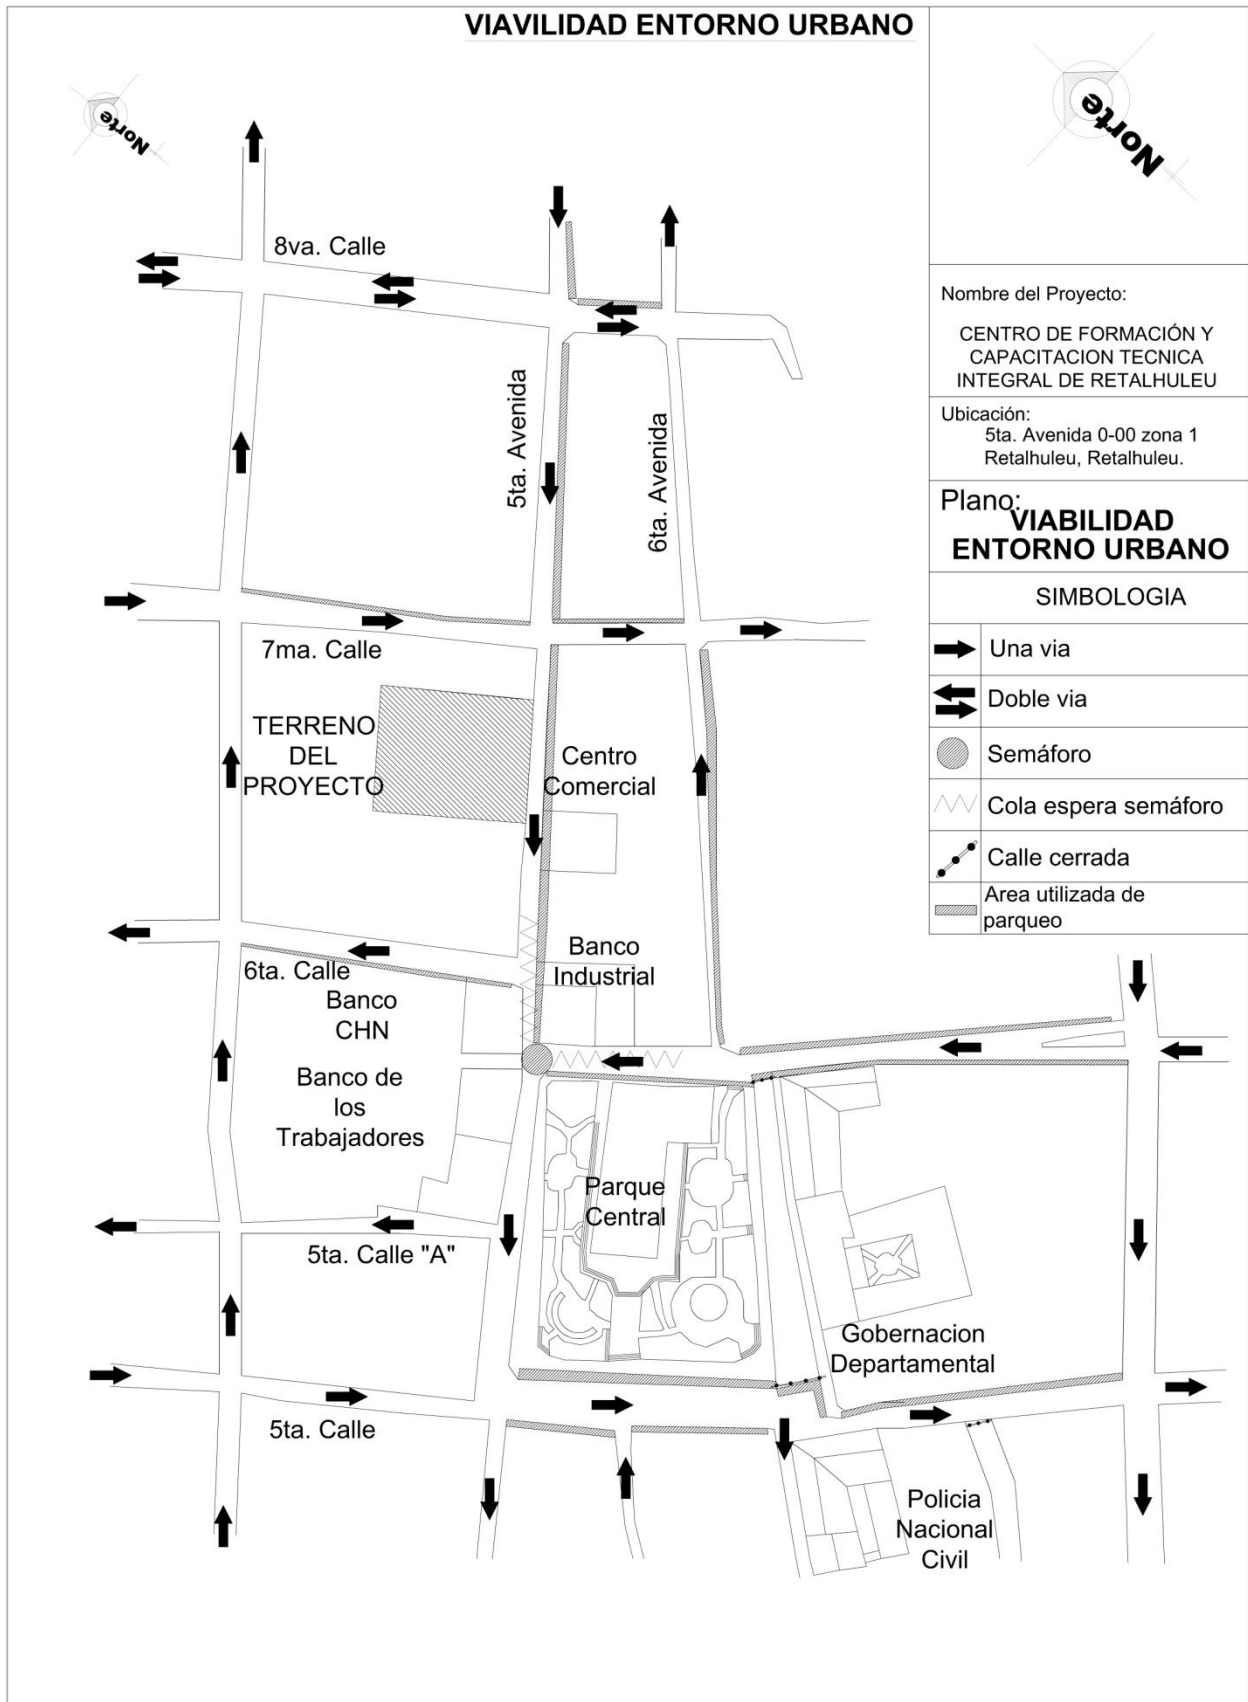 VIAVILIDAD ENTORNO URBANO
Norte
Norte
8va. Calle
5ta. Avenida
6ta. Avenida
7ma. Calle
TERRENO
DEL
PROYECTO
Centro
Comercial
6ta. Calle
Banco
Industrial
Banco
CHN
Banco de
los
Trabajadores
Parque
Central
5ta. Calle "A"
Gobernacion
Departamental
5ta. Calle
Policia
Nacional
Civil
Nombre del Proyecto:
CENTRO DE FORMACIÓN Y
CAPACITACION TECNICA
INTEGRAL DE RETALHULEU
Ubicación:
5ta. Avenida 0-00 zona 1
Retalhuleu, Retalhuleu.
Plano:
VIABILIDAD
ENTORNO URBANO
SIMBOLOGIA
Una via
Doble via
Semáforo
Cola espera semáforo
Calle cerrada
Area utilizada de
parqueo